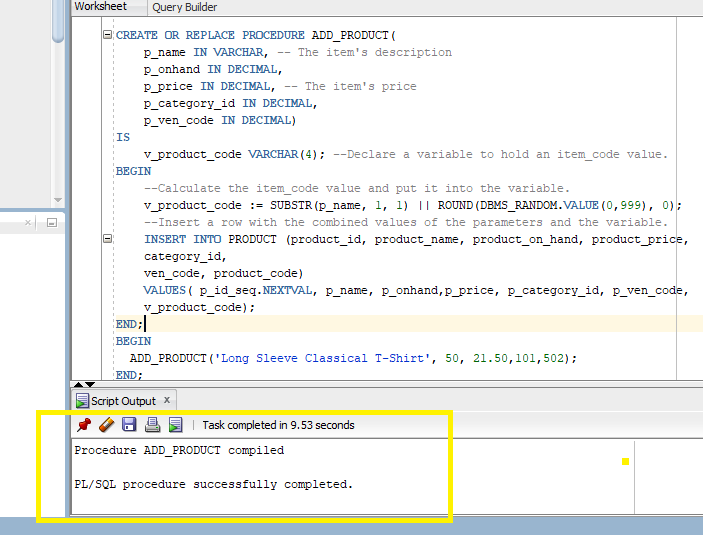 Worksheet Query Builder
CREATE OR REPLACE PROCEDURE ADD_PRODUCT(
p_name IN VARCHAR, -- The item's description
p_onhand IN DECIMAL,
p_price IN DECIMAL, -- The item's price
p_category_id IN DECIMAL,
p_ven_code IN DECIMAL)
IS
v_product_code VARCHAR(4); --Declare a variable to hold an item_code value.
BEGIN
--Calculate the item_code value and put it into the variable.
v_product_code := SUBSTR(p_name, 1, 1) || ROUND(DBMS_RANDOM.VALUE(0,999), 0);
--Insert a row with the combined values of the parameters and the variable.
INSERT INTO PRODUCT (product_id, product_name, product_on_hand, product_price,
category_id,
ven_code, product_code)
VALUES( p_id_seq.NEXTVAL, p_name, p_onhand,p_price, p_category_id, p_ven_code,
v_product_code);
END;
BEGIN
ADD_PRODUCT('Long Sleeve Classical T-Shirt', 50, 21.50,101,502);
END;
Script Output x
Task completed in 9.53 seconds
Procedure ADD_PRODUCT compiled
PL/SQL procedure successfully completed.